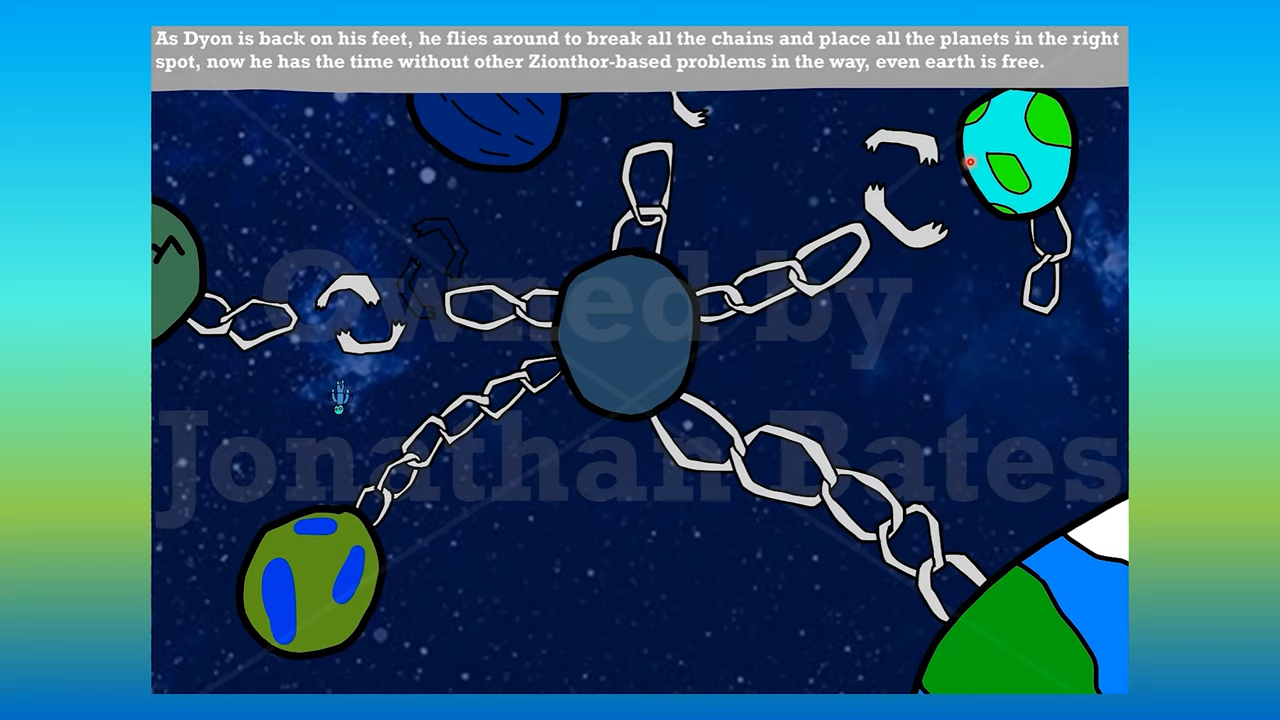 As Dyon is back on his feet, he flies around to break all the chains and place all the planets in the right
spot, now he has the time without other Zionthor-based problems in the way, even earth is free.
Owned by
Jonathan Bates